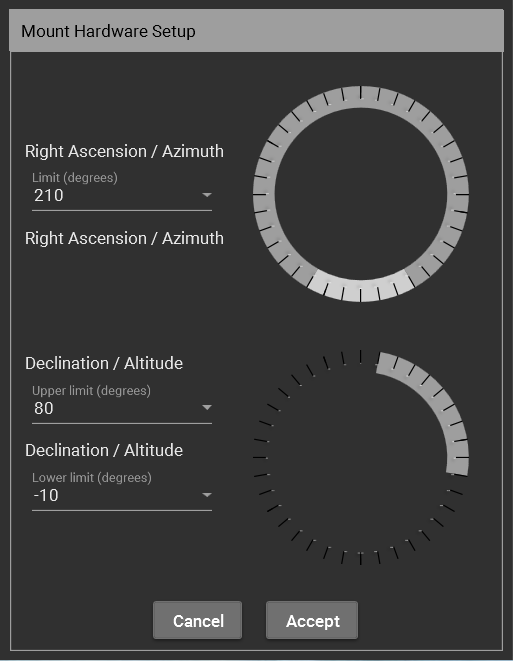 Mount Hardware Setup
Right Ascension / Azimuth
Limit (degrees)
210
Right Ascension / Azimuth
Declination / Altitude
Upper limit (degrees)
80
Declination / Altitude
Lower limit (degrees)
-10
Cancel
Accept